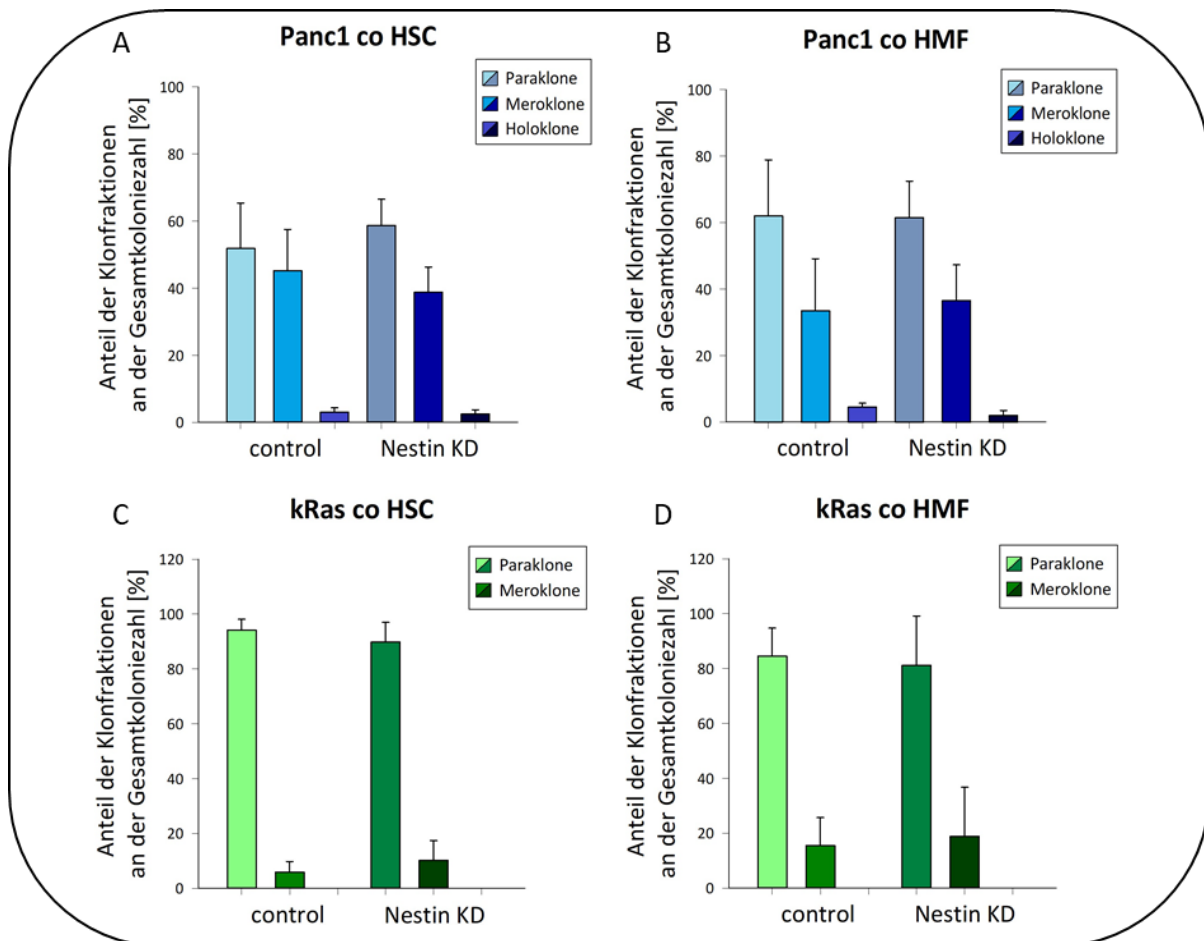 A
Panc1 co HSC
Paraklone
Meroklone
Holoklone
Anteil der Klonfraktionen
an der Gesamtkoloniezahl [%]
100
80
60
40
20
0
control
Nestin KD
B
Panc1 co HMF
Paraklone
Meroklone
Holoklone
Anteil der Klonfraktionen
an der Gesamtkoloniezahl [%]
100
80
60
40
20
0
control
Nestin KD
C
kRas co HSC
Paraklone
Meroklone
Anteil der Klonfraktionen
an der Gesamtkoloniezahl [%]
120
100
80
60
40
20
0
control
Nestin KD
D
kRas co HMF
Paraklone
Meroklone
Anteil der Klonfraktionen
an der Gesamtkoloniezahl [%]
120
100
80
60
40
20
0
control
Nestin KD